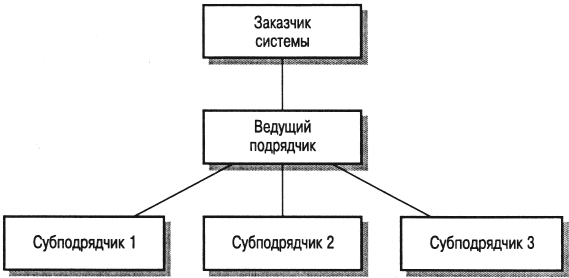 Заказчик
системы
Ведущий
подрядчик
Субподрядчик 1
Субподрядчик 2
Субподрядчик 3